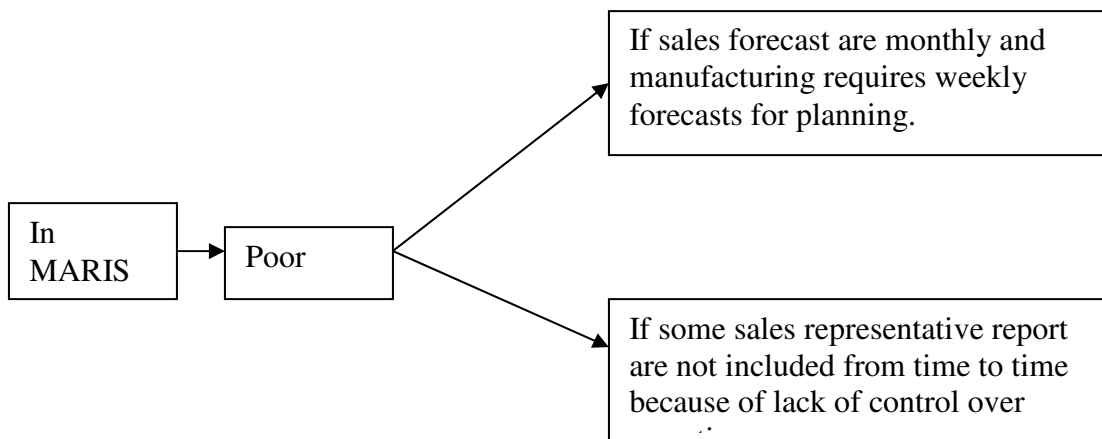 If sales forecast are monthly and
manufacturing requires weekly
forecasts for planning.
In
MARIS
Poor
If some sales representative report
are not included from time to time
because of lack of control over